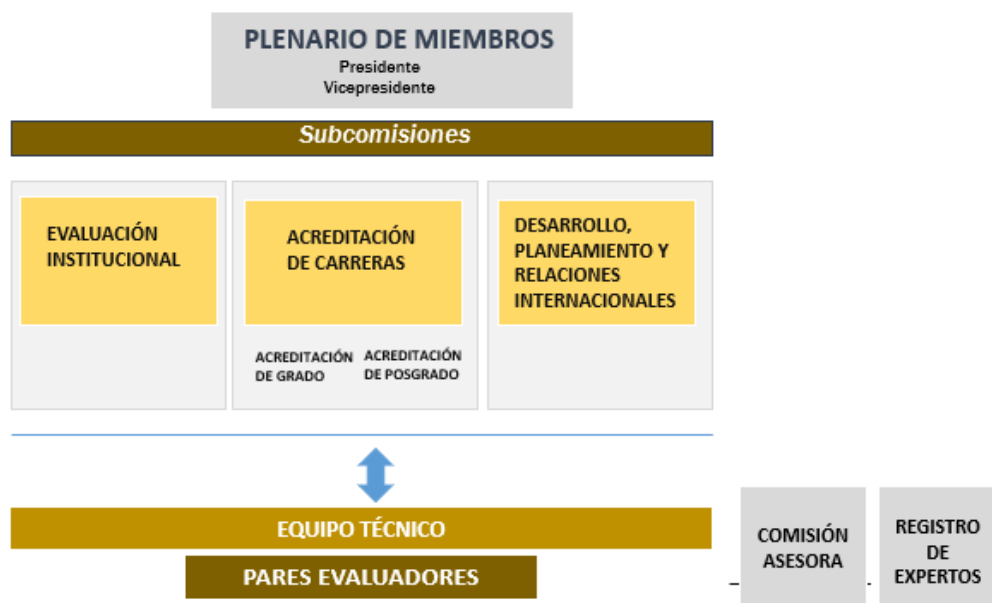 PLENARIO DE MIEMBROS
Presidente
Vicepresidente
Subcomisiones
EVALUACIÓN
INSTITUCIONAL
ACREDITACIÓN
DE CARRERAS
ACREDITACIÓN
DE GRADO
ACREDITACIÓN
DE POSGRADO
DESARROLLO,
PLANEAMIENTO Y
RELACIONES
INTERNACIONALES
EQUIPO TÉCNICO
PARES EVALUADORES
COMISIÓN
ASESORA
REGISTRO
DE
EXPERTOS